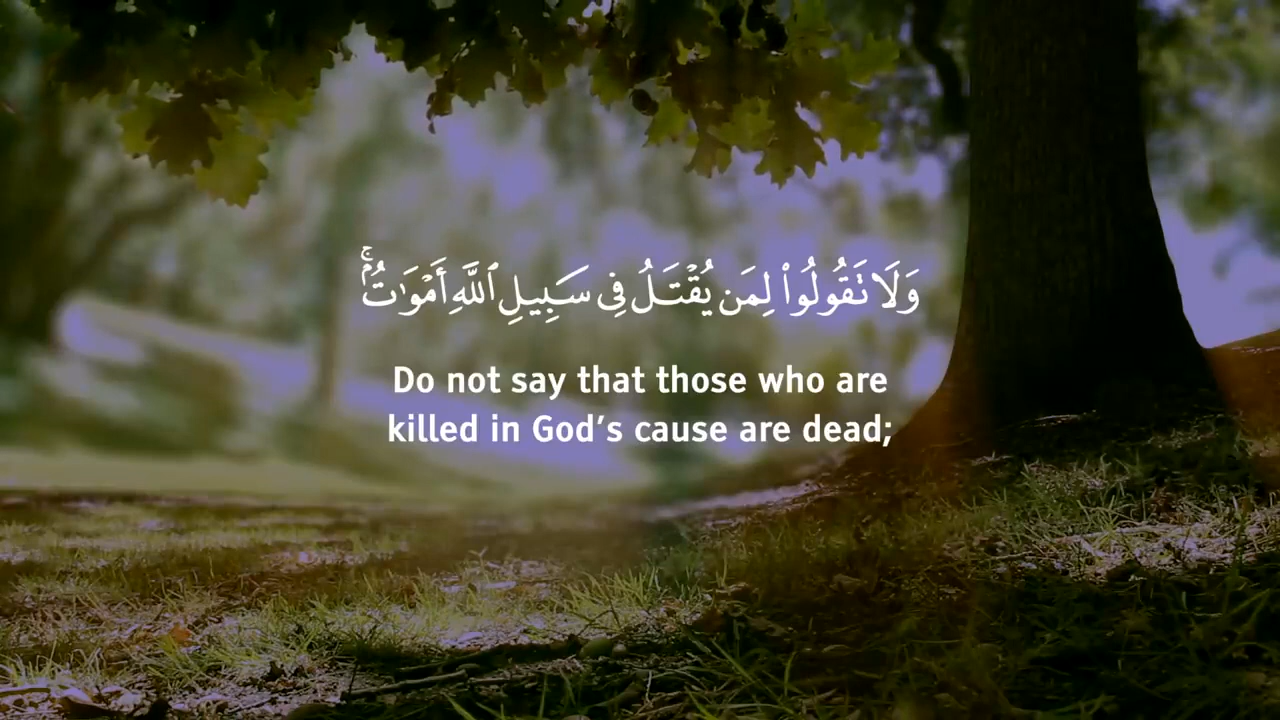 وَلَا تَقُولُوا۟ لِمَن يُقْتَلُ فِى سَبِيلِ ٱللَّهِ أَمْوَٰتٌۢ ۚ
Do not say that those who are
killed in God’s cause are dead;